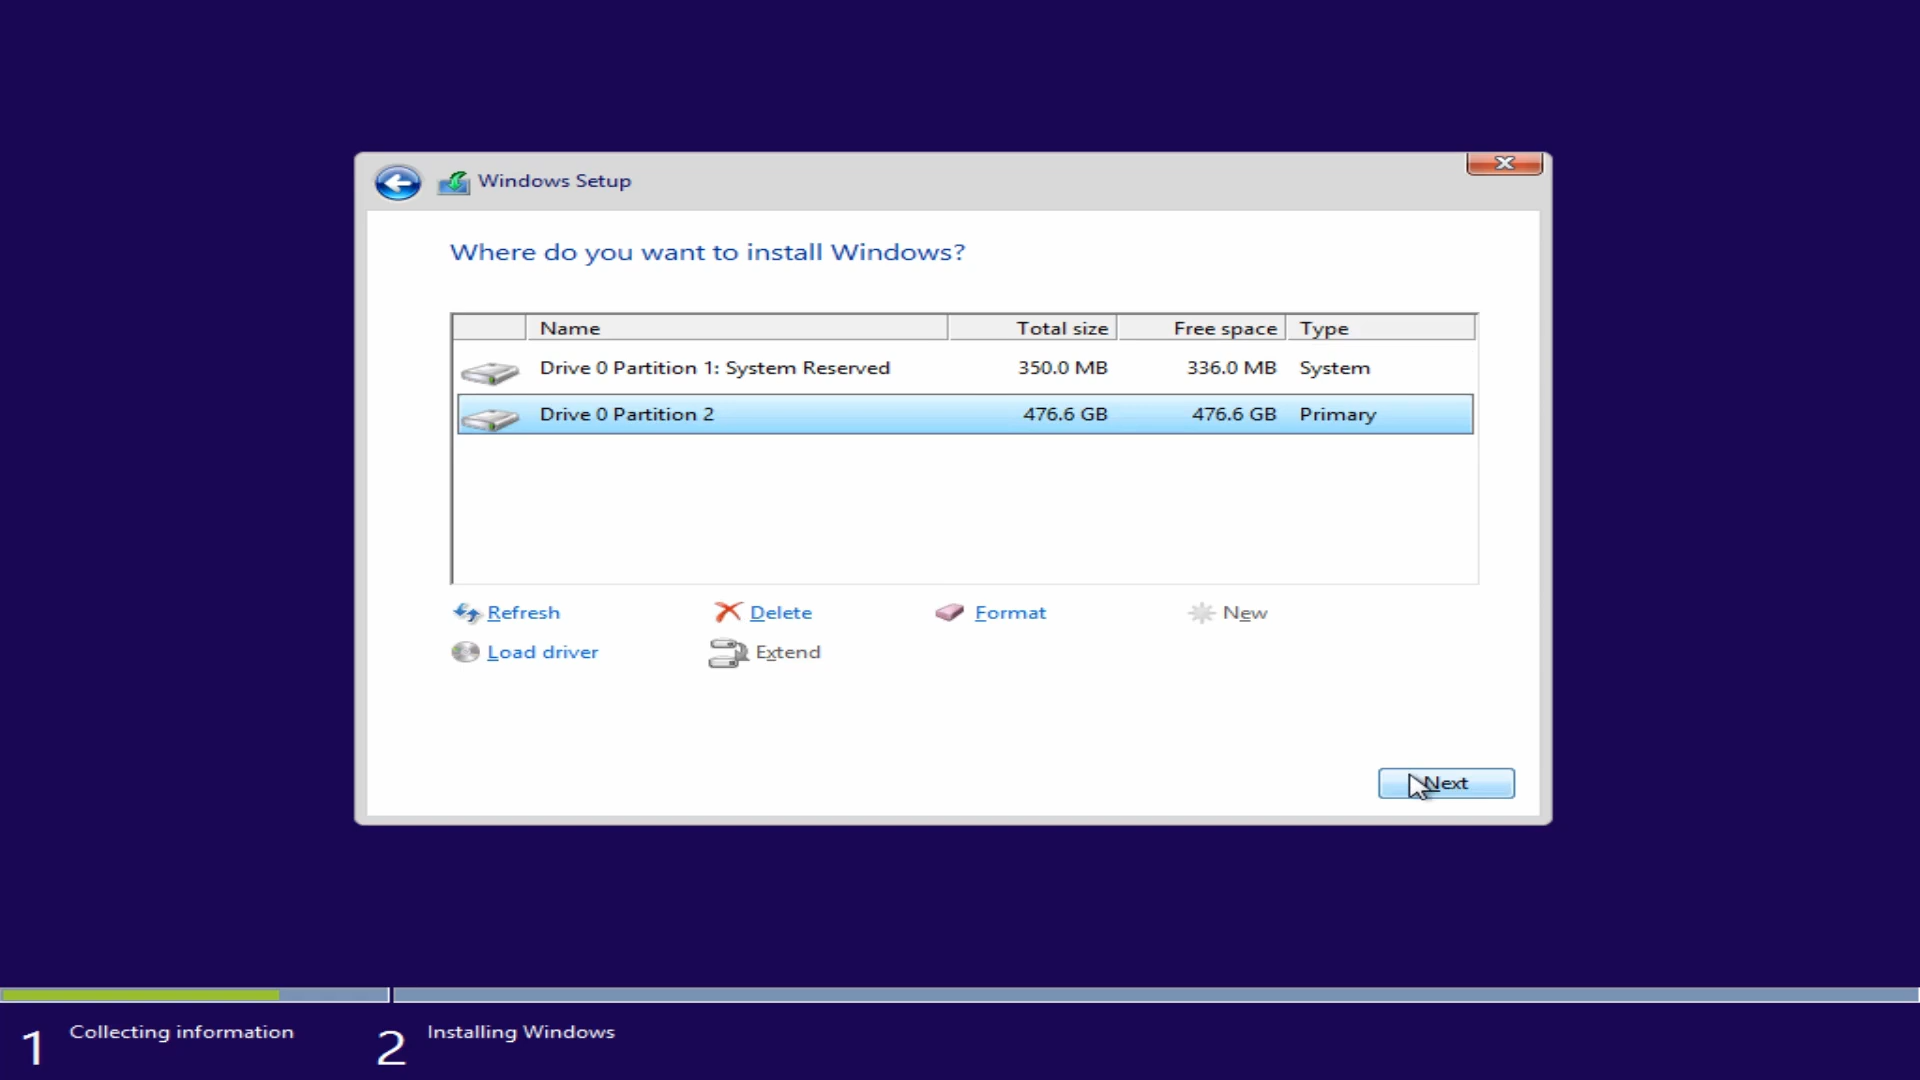 Windows Setup
Where do you want to install Windows?
Name Total size Free space Type
Drive 0 Partition 1: System Reserved 350.0 MB 336.0 MB System
Drive 0 Partition 2 476.6 GB 476.6 GB Primary
Refresh Delete Format New
Load driver Extend
Next
1 Collecting information 2 Installing Windows